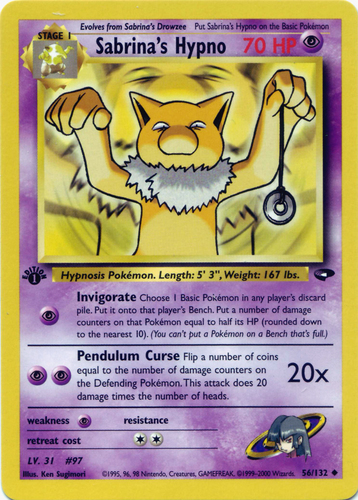 Evolves from Sabrina's Drowzee Put Sabrina's Hypno on the Basic Pokémon
STAGE 1
Sabrina's Hypno 70 HP
EDITION
1
Hypnosis Pokémon. Length: 5' 3", Weight: 167 lbs.
Invigorate Choose 1 Basic Pokémon in any player's discard
pile. Put it onto that player's Bench. Put a number of damage
counters on that Pokémon equal to half its HP (rounded down
to the nearest 10). (You can't put a Pokémon on a Bench that's full.)
Pendulum Curse Flip a number of coins
equal to the number of damage counters on
the Defending Pokémon. This attack does 20
damage times the number of heads.
20x
weakness resistance
retreat cost
LV. 31 #97
Illus. Ken Sugimori
©1995, 96, 98 Nintendo, Creatures, GAMEFREAK. ©1999-2000 Wizards. 56/132